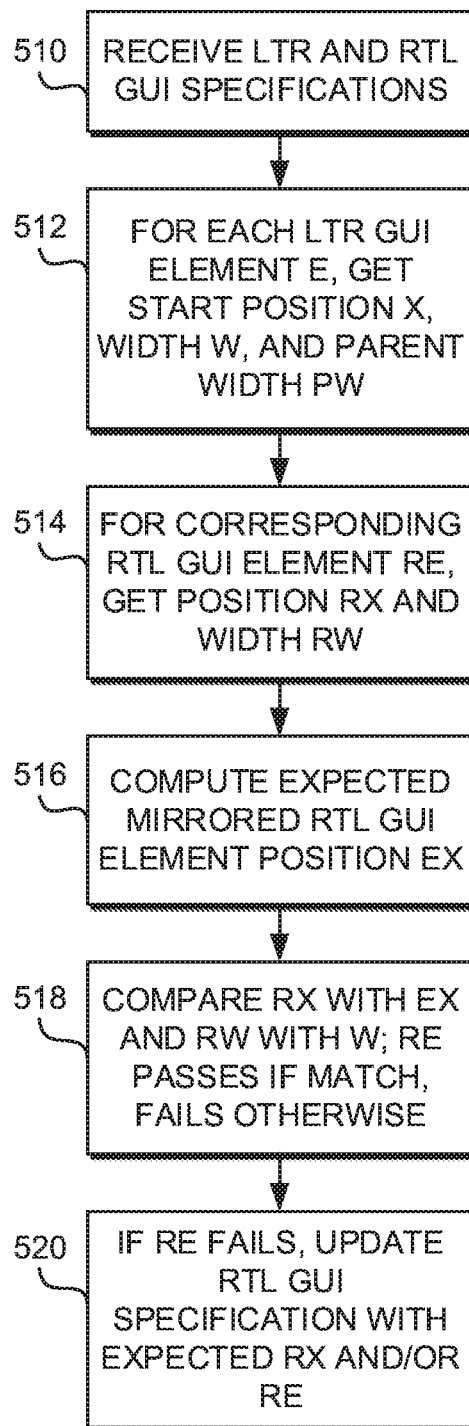 510
RECEIVE LTR AND RTL
GUI SPECIFICATIONS
512
FOR EACH LTR GUI
ELEMENT E, GET
START POSITION X,
WIDTH W, AND PARENT
WIDTH PW
514
FOR CORRESPONDING
RTL GUI ELEMENT RE,
GET POSITION RX AND
WIDTH RW
516
COMPUTE EXPECTED
MIRRORED RTL GUI
ELEMENT POSITION EX
518
COMPARE RX WITH EX
AND RW WITH W; RE
PASSES IF MATCH,
FAILS OTHERWISE
520
IF RE FAILS, UPDATE
RTL GUI
SPECIFICATION WITH
EXPECTED RX AND/OR
RE